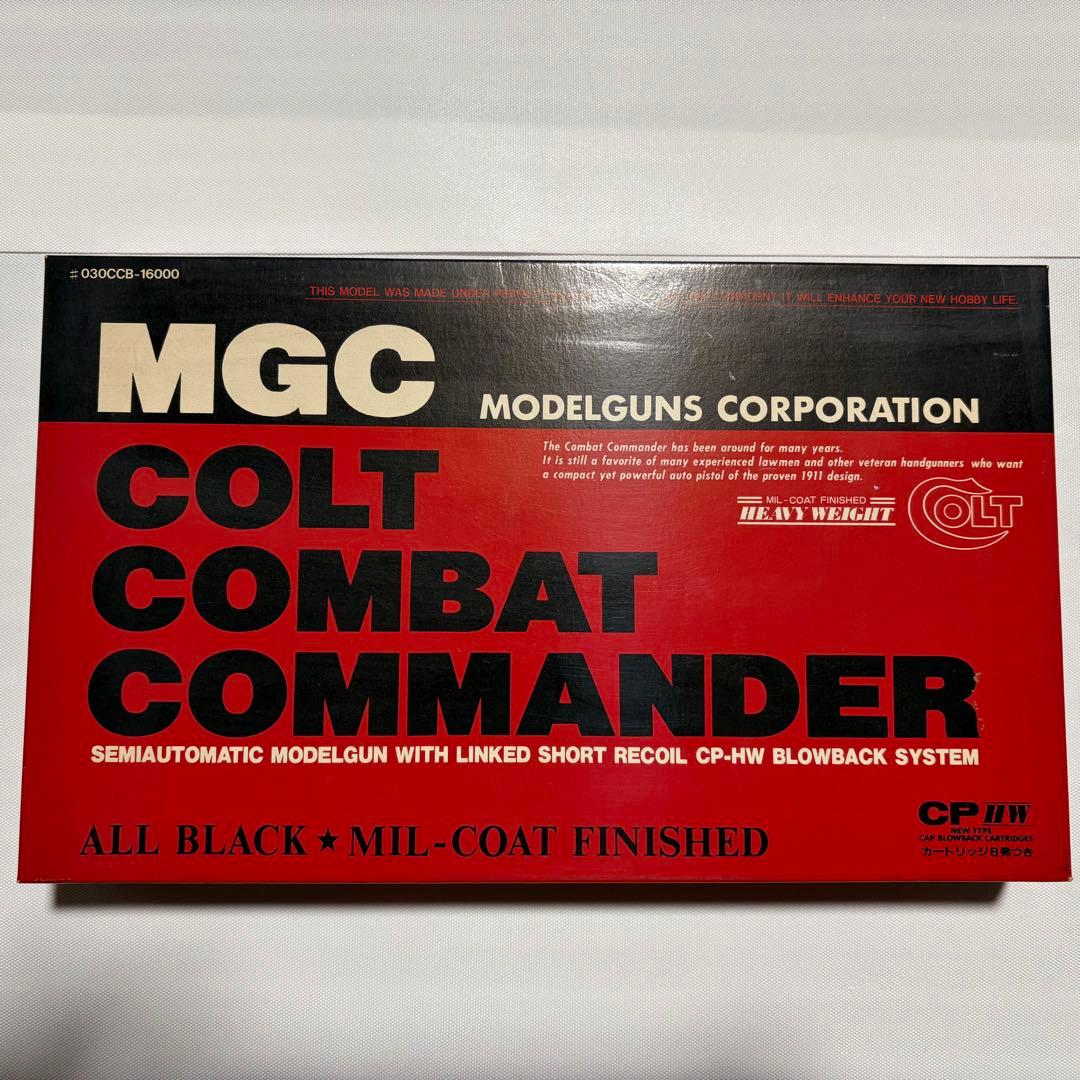 ♯030CCB-16000
THIS MODEL WAS MADE UNDER PERFECT IT WILL ENHANCE YOUR NEW HOBBY LIFE.
MGC
MODELGUNS CORPORATION
COLT
COMBAT
COMMANDER
The Combat Commander has been around for many years.
It is still a favorite of many experienced lawmen and other veteran handgunners who want
a compact yet powerful auto pistol of the proven 1911 design.
MIL-COAT FINISHED
HEAVY WEIGHT
COLT
SEMIAUTOMATIC MODELGUN WITH LINKED SHORT RECOIL CP-HW BLOWBACK SYSTEM
ALL BLACK ★ MIL-COAT FINISHED
CP HW
NEW TYPE
CAP BLOWBACK CARTRIDGES
カートリッジ8発つき